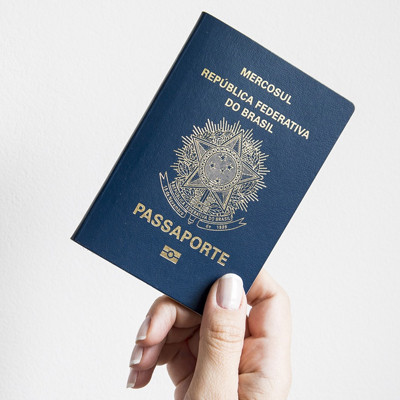 MERCOSUL
REPÚBLICA FEDERATIVA
DO BRASIL
PASSAPORTE